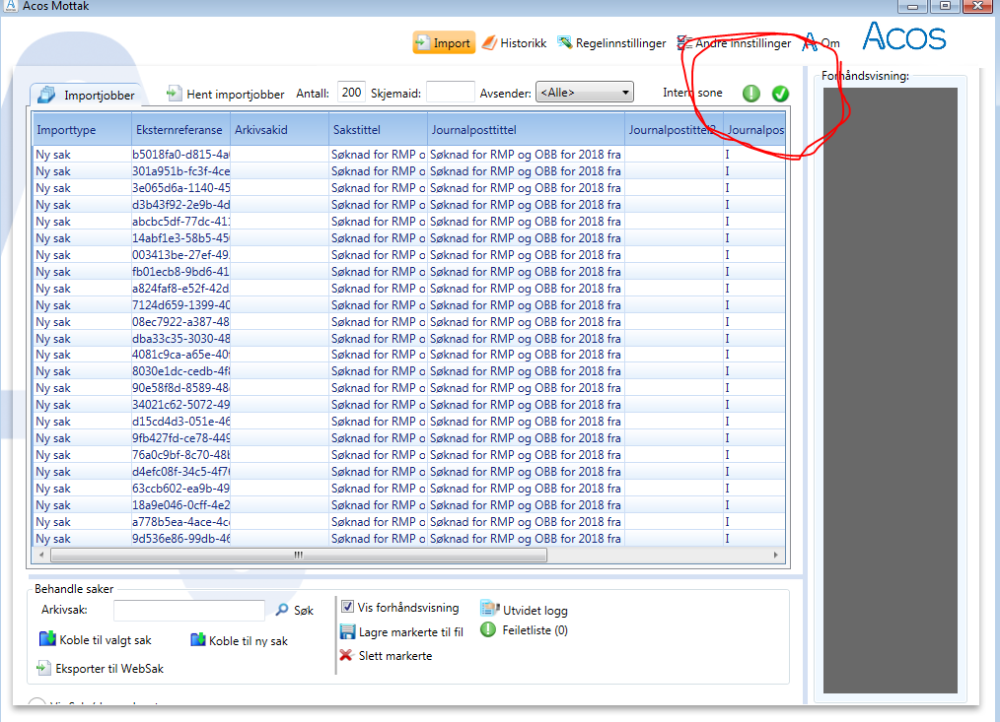 Acos Mottak
Import Historikk Regelinnstillinger Andre innstillinger Om
Acos
Importjobber Hent importjobber Antall: 200 Skjemaid: Avsender: <Alle> Intern sone
Forhåndsvisning:
Importtype Eksternreferanse Arkivsakid Sakstittel Journalposttittel Journalpostittel2 Journalpos
Ny sak b5018fa0-d815-4a Søknad for RMP o Søknad for RMP og OBB for 2018 fra I
Ny sak 301a951b-fc3f-4ce Søknad for RMP o Søknad for RMP og OBB for 2018 fra I
Ny sak 3e065d6a-1140-45 Søknad for RMP o Søknad for RMP og OBB for 2018 fra I
Ny sak d3b43f92-2e9b-4d Søknad for RMP o Søknad for RMP og OBB for 2018 fra I
Ny sak abcbc5df-77dc-41 Søknad for RMP o Søknad for RMP og OBB for 2018 fra I
Ny sak 14abf1e3-58b5-45 Søknad for RMP o Søknad for RMP og OBB for 2018 fra I
Ny sak 003413be-27ef-49 Søknad for RMP o Søknad for RMP og OBB for 2018 fra I
Ny sak fb01ecb8-9bd6-41 Søknad for RMP o Søknad for RMP og OBB for 2018 fra I
Ny sak a824faf8-e52f-42d Søknad for RMP o Søknad for RMP og OBB for 2018 fra I
Ny sak 7124d659-1399-40 Søknad for RMP o Søknad for RMP og OBB for 2018 fra I
Ny sak 08ec7922-a387-48 Søknad for RMP o Søknad for RMP og OBB for 2018 fra I
Ny sak dba33c35-3030-48 Søknad for RMP o Søknad for RMP og OBB for 2018 fra I
Ny sak 4081c9ca-a65e-40 Søknad for RMP o Søknad for RMP og OBB for 2018 fra I
Ny sak 8030e1dc-cedb-4f Søknad for RMP o Søknad for RMP og OBB for 2018 fra I
Ny sak 90e58f8d-8589-48 Søknad for RMP o Søknad for RMP og OBB for 2018 fra I
Ny sak 34021c62-5072-49 Søknad for RMP o Søknad for RMP og OBB for 2018 fra I
Ny sak d15cd4d3-051e-46 Søknad for RMP o Søknad for RMP og OBB for 2018 fra I
Ny sak 9fb427fd-ce78-449 Søknad for RMP o Søknad for RMP og OBB for 2018 fra I
Ny sak 76a0c9bf-8c70-48 Søknad for RMP o Søknad for RMP og OBB for 2018 fra I
Ny sak d4efc08f-34c5-4f7 Søknad for RMP o Søknad for RMP og OBB for 2018 fra I
Ny sak 63ccb602-ea9b-49 Søknad for RMP o Søknad for RMP og OBB for 2018 fra I
Ny sak 18a9e046-0cff-4e2 Søknad for RMP o Søknad for RMP og OBB for 2018 fra I
Ny sak a778b5ea-4ace-4c Søknad for RMP o Søknad for RMP og OBB for 2018 fra I
Ny sak 9d536e86-99db-46 Søknad for RMP o Søknad for RMP og OBB for 2018 fra I
Behandle saker
Arkivsak: Søk
Koble til valgt sak Koble til ny sak
Eksporter til WebSak
Vis forhåndsvisning Utvidet logg
Lagre markerte til fil Feiletliste (0)
Slett markerte